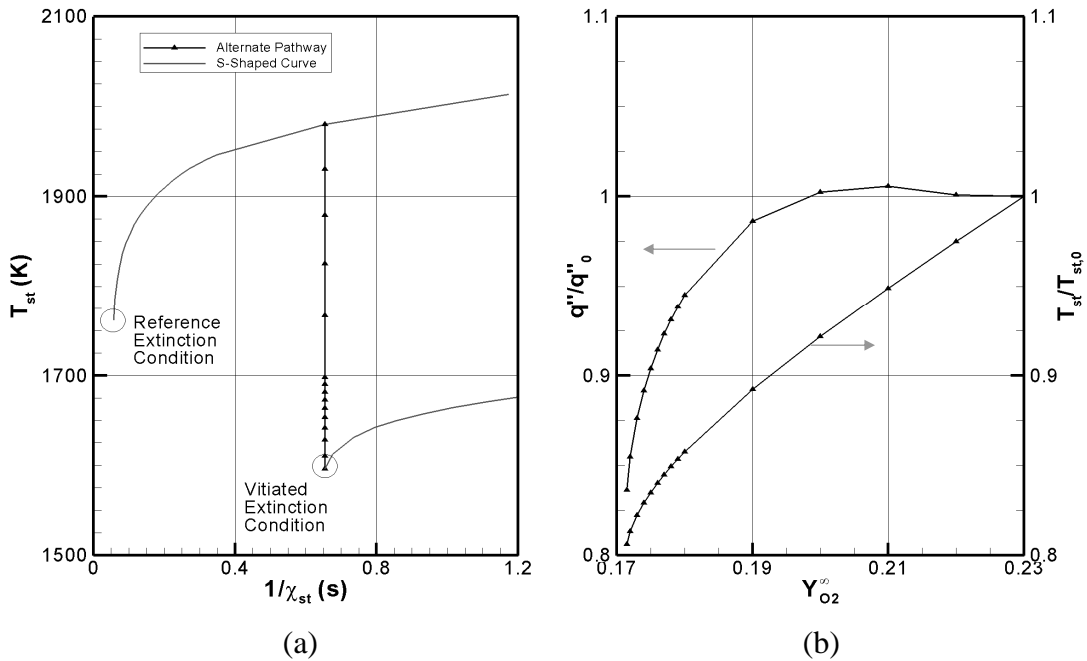 2100
1900
1700
1500
T_st (K)
Alternate Pathway
S-Shaped Curve
Reference
Extinction
Condition
Vitiated
Extinction
Condition
0
0.4
0.8
1.2
1/χ_st (s)
(a)
1.1
1
0.9
0.8
q''/q''_0
1.1
1
0.9
0.8
T_st/T_st,0
0.17
0.19
0.21
0.23
Y_O2^∞
(b)